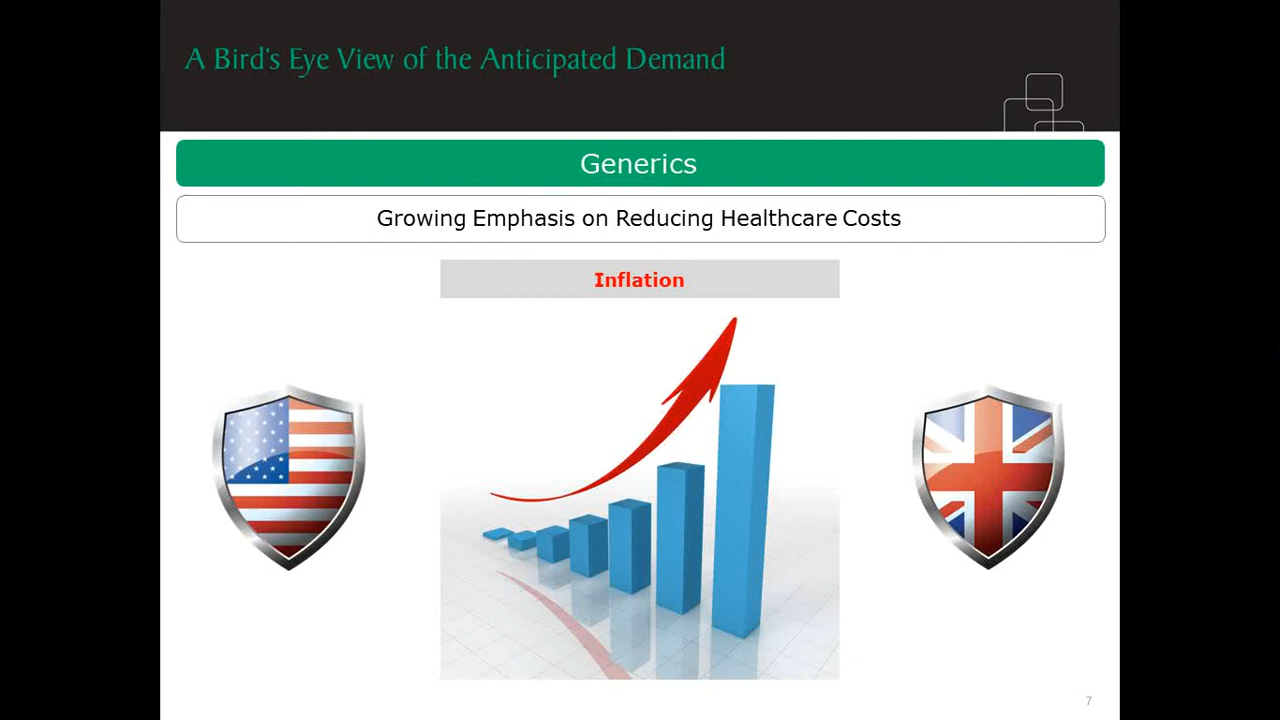 A Bird's Eye View of the Anticipated Demand
Generics
Growing Emphasis on Reducing Healthcare Costs
Inflation
7